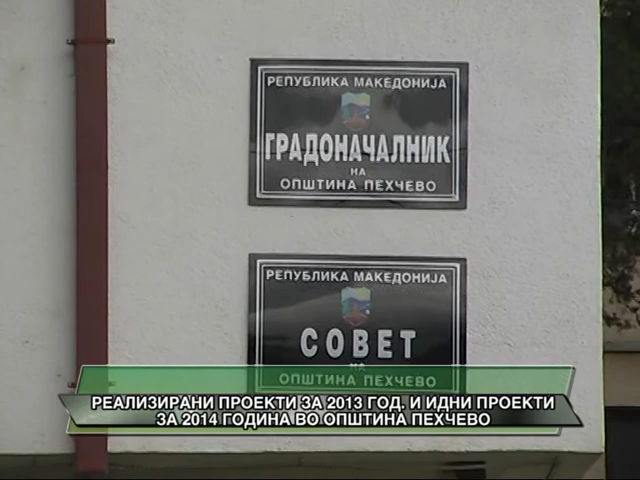 РЕПУБЛИКА МАКЕДОНИЈА
ГРАДОНАЧАЛНИК
НА
ОПШТИНА ПЕХЧЕВО
РЕПУБЛИКА МАКЕДОНИЈА
СОВЕТ
НА
ОПШТИНА ПЕХЧЕВО
РЕАЛИЗИРАНИ ПРОЕКТИ ЗА 2013 ГОД. И ИДНИ ПРОЕКТИ
ЗА 2014 ГОДИНА ВО ОПШТИНА ПЕХЧЕВО